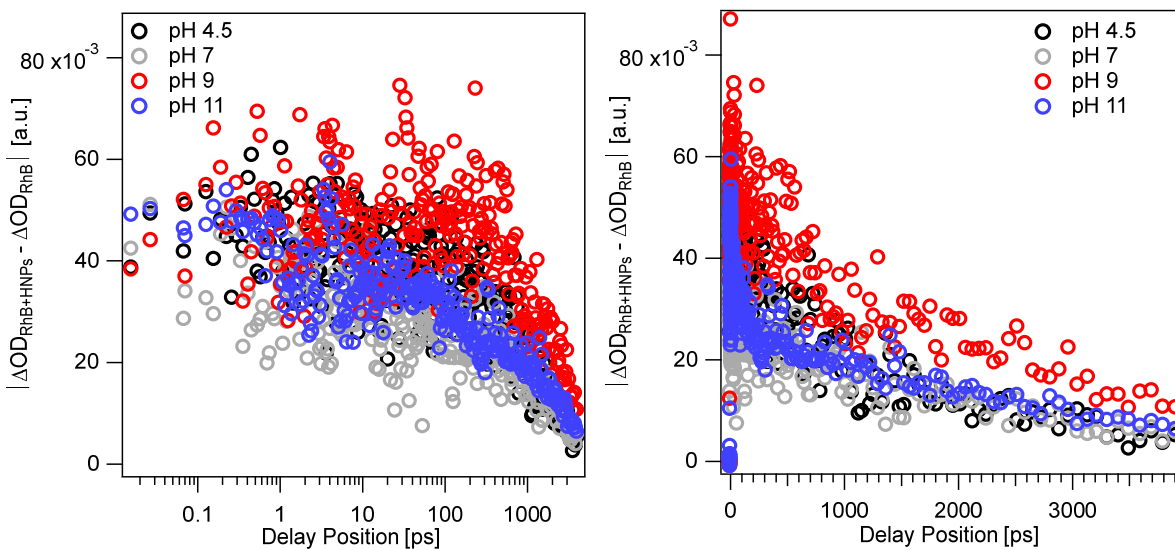 80 x10⁻³
60
40
20
0
|ΔOD_RhB+HNPs - ΔOD_RhB| [a.u.]
pH 4.5
pH 7
pH 9
pH 11
0.1
1
10
100
1000
Delay Position [ps]
80 x10⁻³
60
40
20
0
|ΔOD_RhB+HNPs - ΔOD_RhB| [a.u.]
pH 4.5
pH 7
pH 9
pH 11
0
1000
2000
3000
Delay Position [ps]